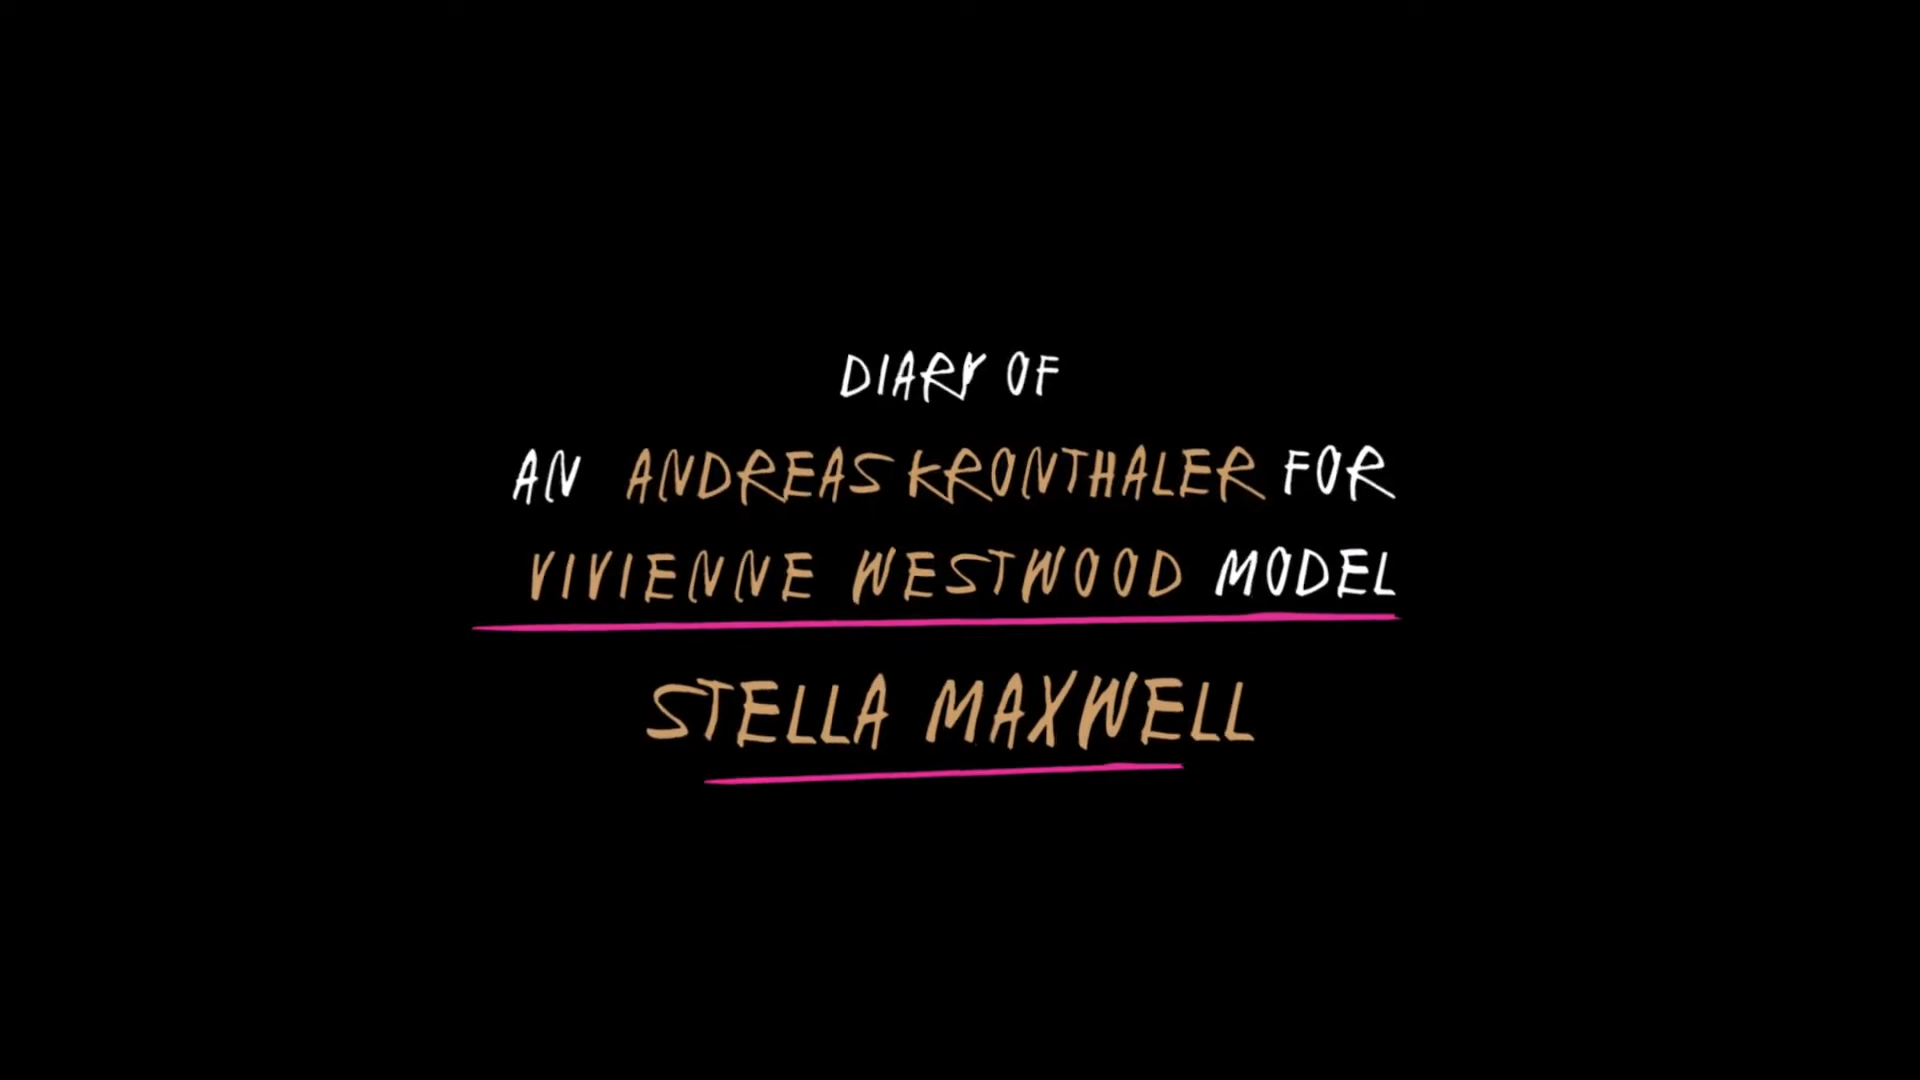 DIARY OF
AN ANDREAS KRONTHALER FOR
VIVIENNE WESTWOOD MODEL
STELLA MAXWELL